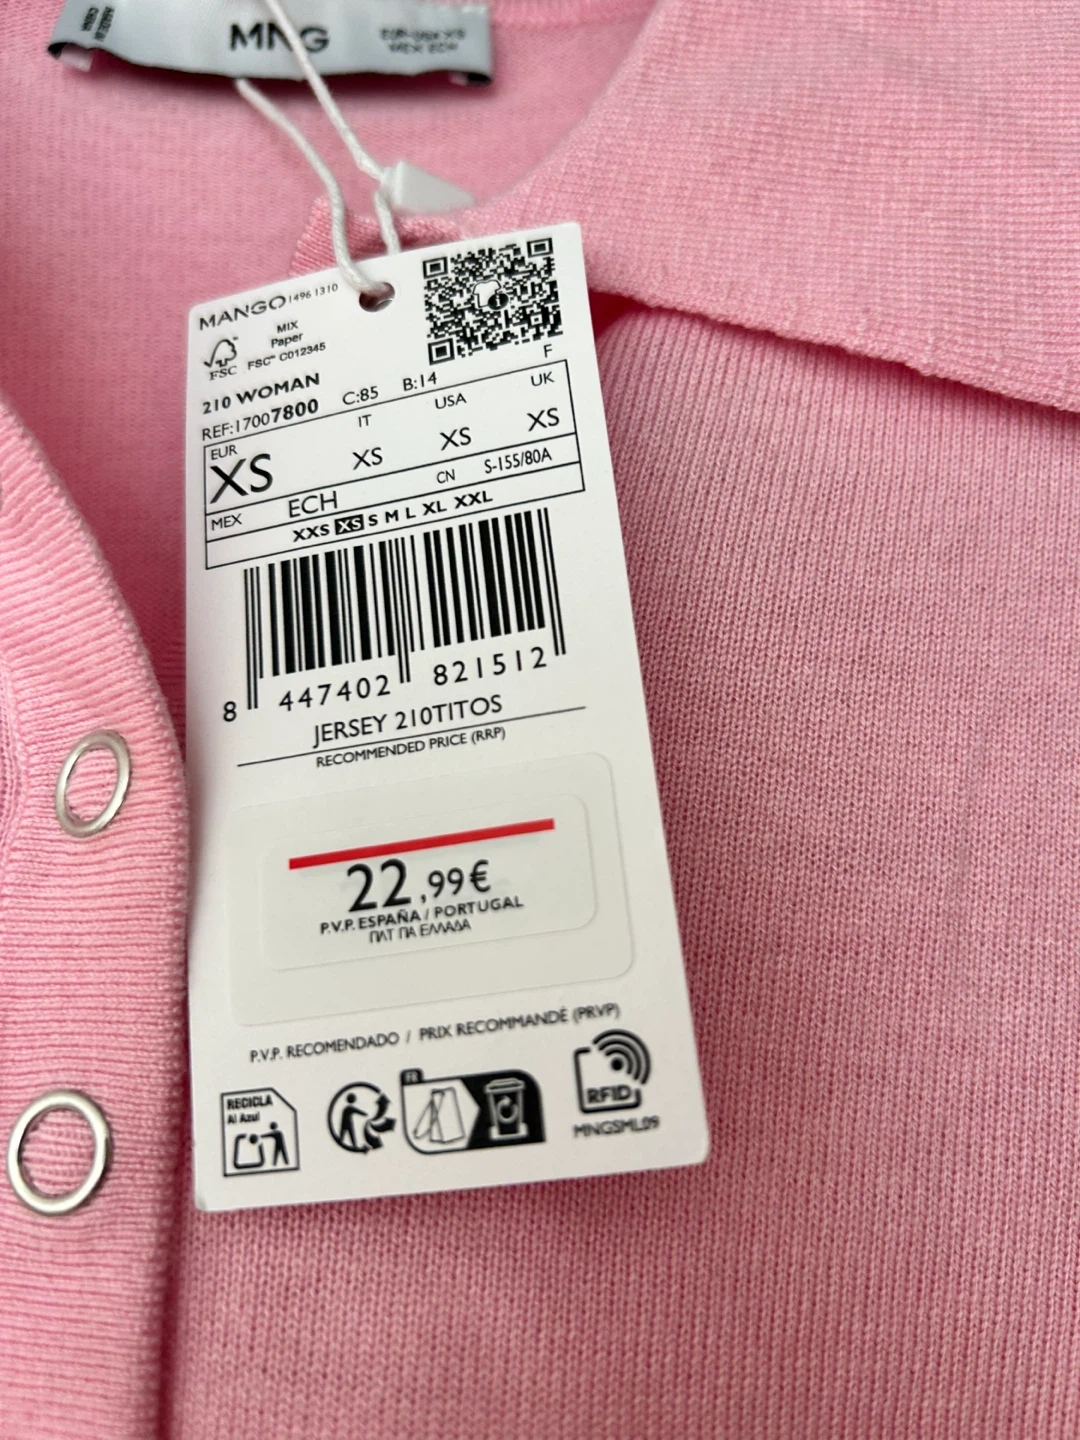 MNG
MANGO 1496 1310
MIX
Paper
FSC
FSC® C012345
F
210 WOMAN
REF:17007800 C:85 B:14
EUR IT USA UK
XS XS XS XS
MEX ECH CN S-155/80A
XXS XS S M L XL XXL
8 447402 821512
JERSEY 210TITOS
RECOMMENDED PRICE (RRP)
22,99€
P.V.P. ESPAÑA / PORTUGAL
ΠΛΤ ΓΙΑ ΕΛΛΑΔΑ
P.V.P. RECOMENDADO / PRIX RECOMMANDÉ (PRVP)
RECICLA
Al Azul
FR
RFID
MNGSML09